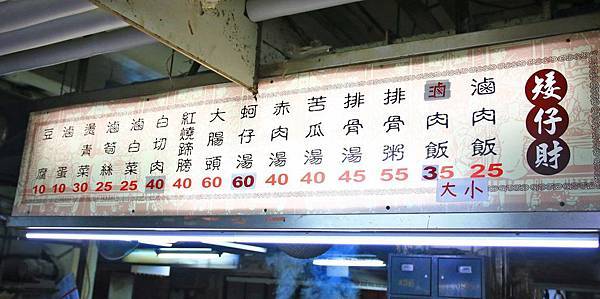 矮仔財
滷肉飯 25 小
滷肉飯 35 大
排骨粥 55
排骨湯 45
苦瓜湯 40
赤肉湯 40
蚵仔湯 60
大腸頭 60
紅燒蹄膀 40
白切肉 40
滷白菜 25
滷筍絲 25
燙青菜 30
滷蛋 10
豆腐 10